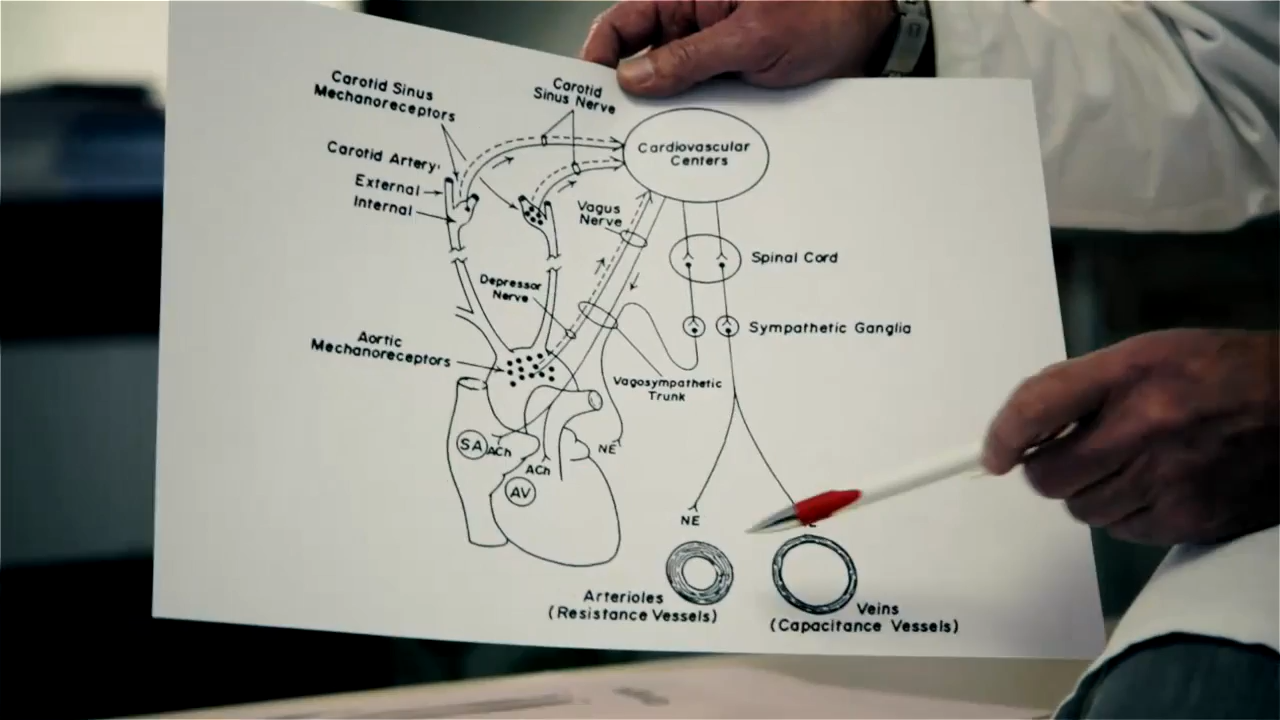 Carotid Sinus
Mechanoreceptors
Carotid
Sinus Nerve
Cardiovascular
Centers
Carotid Artery
External
Internal
Vagus
Nerve
Spinal Cord
Depressor
Nerve
Sympathetic Ganglia
Aortic
Mechanoreceptors
Vagosympathetic
Trunk
SA
ACh
NE
ACh
AV
NE
Arterioles
(Resistance Vessels)
Veins
(Capacitance Vessels)